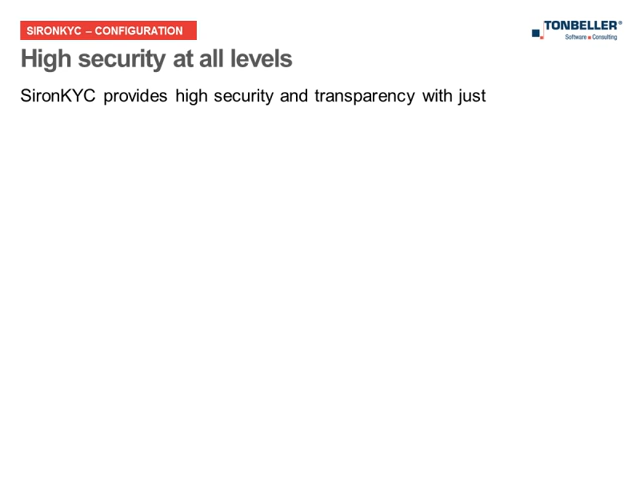 SIRONKYC – CONFIGURATION
TONBELLER®
Software ■ Consulting
High security at all levels
SironKYC provides high security and transparency with just